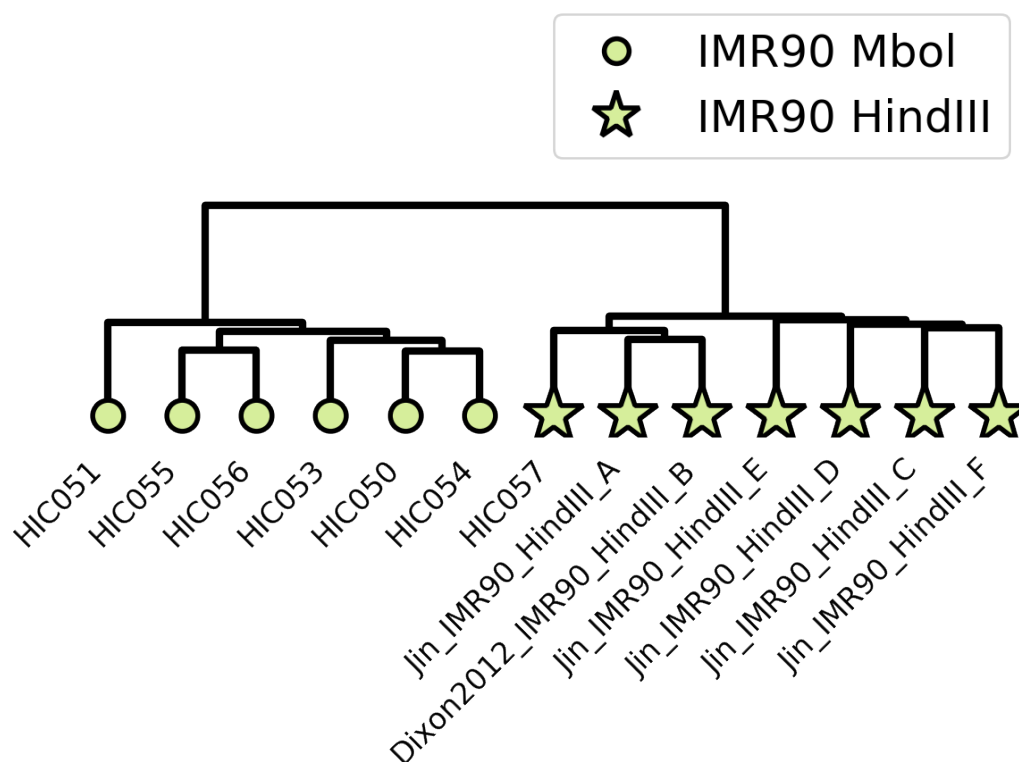 IMR90 MboI
IMR90 HindIII
HIC051
HIC055
HIC056
HIC053
HIC050
HIC054
HIC057
Jin_IMR90_HindIII_A
Dixon2012_IMR90_HindIII_B
Jin_IMR90_HindIII_E
Jin_IMR90_HindIII_D
Jin_IMR90_HindIII_C
Jin_IMR90_HindIII_F